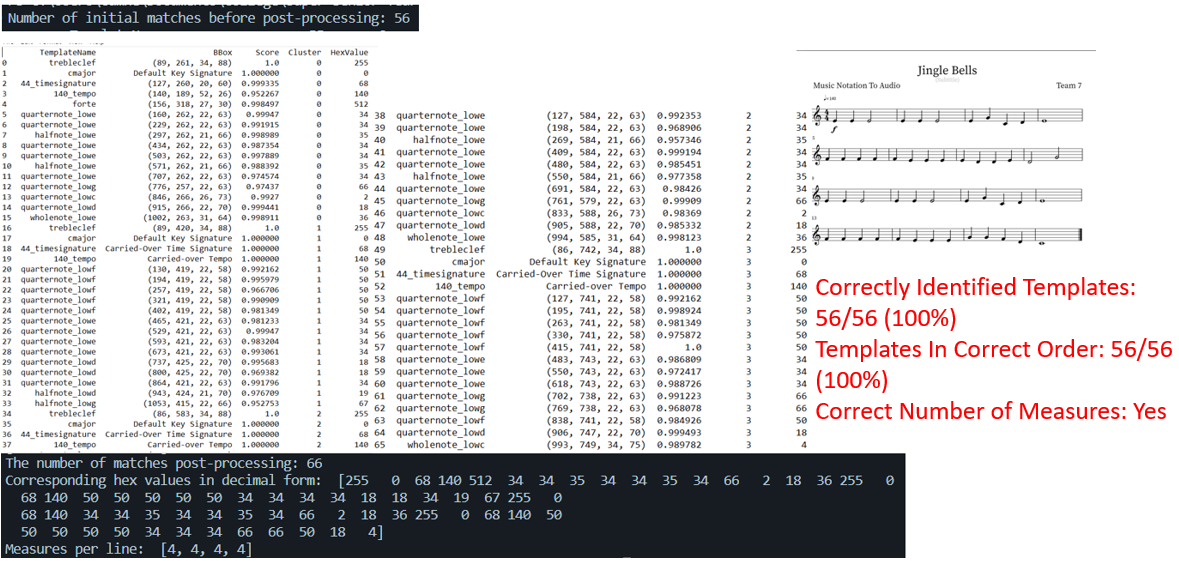 Number of initial matches before post-processing: 56
TemplateName BBox Score Cluster HexValue
0 trebleclef (89, 261, 34, 88) 1.0 0 255
1 cmajor Default Key Signature 1.000000 0 0
2 44_timesignature (127, 260, 20, 60) 0.999335 0 68
3 140_tempo (140, 189, 52, 26) 0.952267 0 140
4 forte (156, 318, 27, 30) 0.998497 0 512
5 quarternote_lowe (160, 262, 22, 63) 0.99947 0 34
6 quarternote_lowe (229, 262, 22, 63) 0.991915 0 34
7 halfnote_lowe (297, 262, 21, 66) 0.998989 0 35
8 quarternote_lowe (434, 262, 22, 63) 0.987354 0 34
9 quarternote_lowe (503, 262, 22, 63) 0.997889 0 34
10 halfnote_lowe (571, 262, 21, 66) 0.988392 0 35
11 quarternote_lowe (707, 262, 22, 63) 0.974574 0 34
12 quarternote_lowg (776, 257, 22, 63) 0.97437 0 66
13 quarternote_lowc (846, 266, 26, 73) 0.9927 0 2
14 quarternote_lowd (915, 266, 22, 70) 0.999441 0 18
15 wholenote_lowe (1002, 263, 31, 64) 0.998911 0 36
16 trebleclef (89, 420, 34, 88) 1.0 1 255
17 cmajor Default Key Signature 1.000000 1 0
18 44_timesignature Carried-Over Time Signature 1.000000 1 68
19 140_tempo Carried-over Tempo 1.000000 1 140
20 quarternote_lowf (130, 419, 22, 58) 0.992162 1 50
21 quarternote_lowf (194, 419, 22, 58) 0.995979 1 50
22 quarternote_lowf (257, 419, 22, 58) 0.966706 1 50
23 quarternote_lowf (321, 419, 22, 58) 0.990909 1 50
24 quarternote_lowf (402, 419, 22, 58) 0.981349 1 50
25 quarternote_lowe (465, 421, 22, 63) 0.981233 1 34
26 quarternote_lowe (529, 421, 22, 63) 0.99947 1 34
27 quarternote_lowe (593, 421, 22, 63) 0.983204 1 34
28 quarternote_lowe (673, 421, 22, 63) 0.993061 1 34
29 quarternote_lowd (737, 425, 22, 70) 0.995683 1 18
30 quarternote_lowd (800, 425, 22, 70) 0.969382 1 18
31 quarternote_lowe (864, 421, 22, 63) 0.991796 1 34
32 halfnote_lowd (943, 424, 21, 70) 0.976709 1 19
33 halfnote_lowg (1053, 415, 22, 66) 0.952753 1 67
34 trebleclef (86, 583, 34, 88) 1.0 2 255
35 cmajor Default Key Signature 1.000000 2 0
36 44_timesignature Carried-Over Time Signature 1.000000 2 68
37 140_tempo Carried-over Tempo 1.000000 2 140
38 quarternote_lowe (127, 584, 22, 63) 0.992353 2 34
39 quarternote_lowe (198, 584, 22, 63) 0.968906 2 34
40 halfnote_lowe (269, 584, 21, 66) 0.957346 2 35
41 quarternote_lowe (409, 584, 22, 63) 0.999194 2 34
42 quarternote_lowe (480, 584, 22, 63) 0.985451 2 34
43 halfnote_lowe (550, 584, 21, 66) 0.977358 2 35
44 quarternote_lowe (691, 584, 22, 63) 0.98426 2 34
45 quarternote_lowg (761, 579, 22, 63) 0.99909 2 66
46 quarternote_lowc (833, 588, 26, 73) 0.98369 2 2
47 quarternote_lowd (905, 588, 22, 70) 0.985332 2 18
48 wholenote_lowe (994, 585, 31, 64) 0.998123 2 36
49 trebleclef (86, 742, 34, 88) 1.0 3 255
50 cmajor Default Key Signature 1.000000 3 0
51 44_timesignature Carried-Over Time Signature 1.000000 3 68
52 140_tempo Carried-over Tempo 1.000000 3 140
53 quarternote_lowf (127, 741, 22, 58) 0.992162 3 50
54 quarternote_lowf (195, 741, 22, 58) 0.998924 3 50
55 quarternote_lowf (263, 741, 22, 58) 0.981349 3 50
56 quarternote_lowf (330, 741, 22, 58) 0.975872 3 50
57 quarternote_lowf (415, 741, 22, 58) 1.0 3 50
58 quarternote_lowe (483, 743, 22, 63) 0.986809 3 34
59 quarternote_lowe (550, 743, 22, 63) 0.972417 3 34
60 quarternote_lowe (618, 743, 22, 63) 0.988726 3 34
61 quarternote_lowg (702, 738, 22, 63) 0.991223 3 66
62 quarternote_lowg (769, 738, 22, 63) 0.968078 3 66
63 quarternote_lowf (838, 741, 22, 58) 0.984926 3 50
64 quarternote_lowd (906, 747, 22, 70) 0.999493 3 18
65 wholenote_lowc (993, 749, 34, 75) 0.989782 3 4
Jingle Bells
Music Notation To Audio Team 7
f
Correctly Identified Templates:
56/56 (100%)
Templates In Correct Order: 56/56
(100%)
Correct Number of Measures: Yes
The number of matches post-processing: 66
Corresponding hex values in decimal form: [255 0 68 140 512 34 34 35 34 34 35 34 66 2 18 36 255 0
68 140 50 50 50 50 50 34 34 34 34 18 18 34 19 67 255 0
68 140 34 34 35 34 34 35 34 66 2 18 36 255 0 68 140 50
50 50 50 50 34 34 34 66 66 50 18 4]
Measures per line: [4, 4, 4, 4]